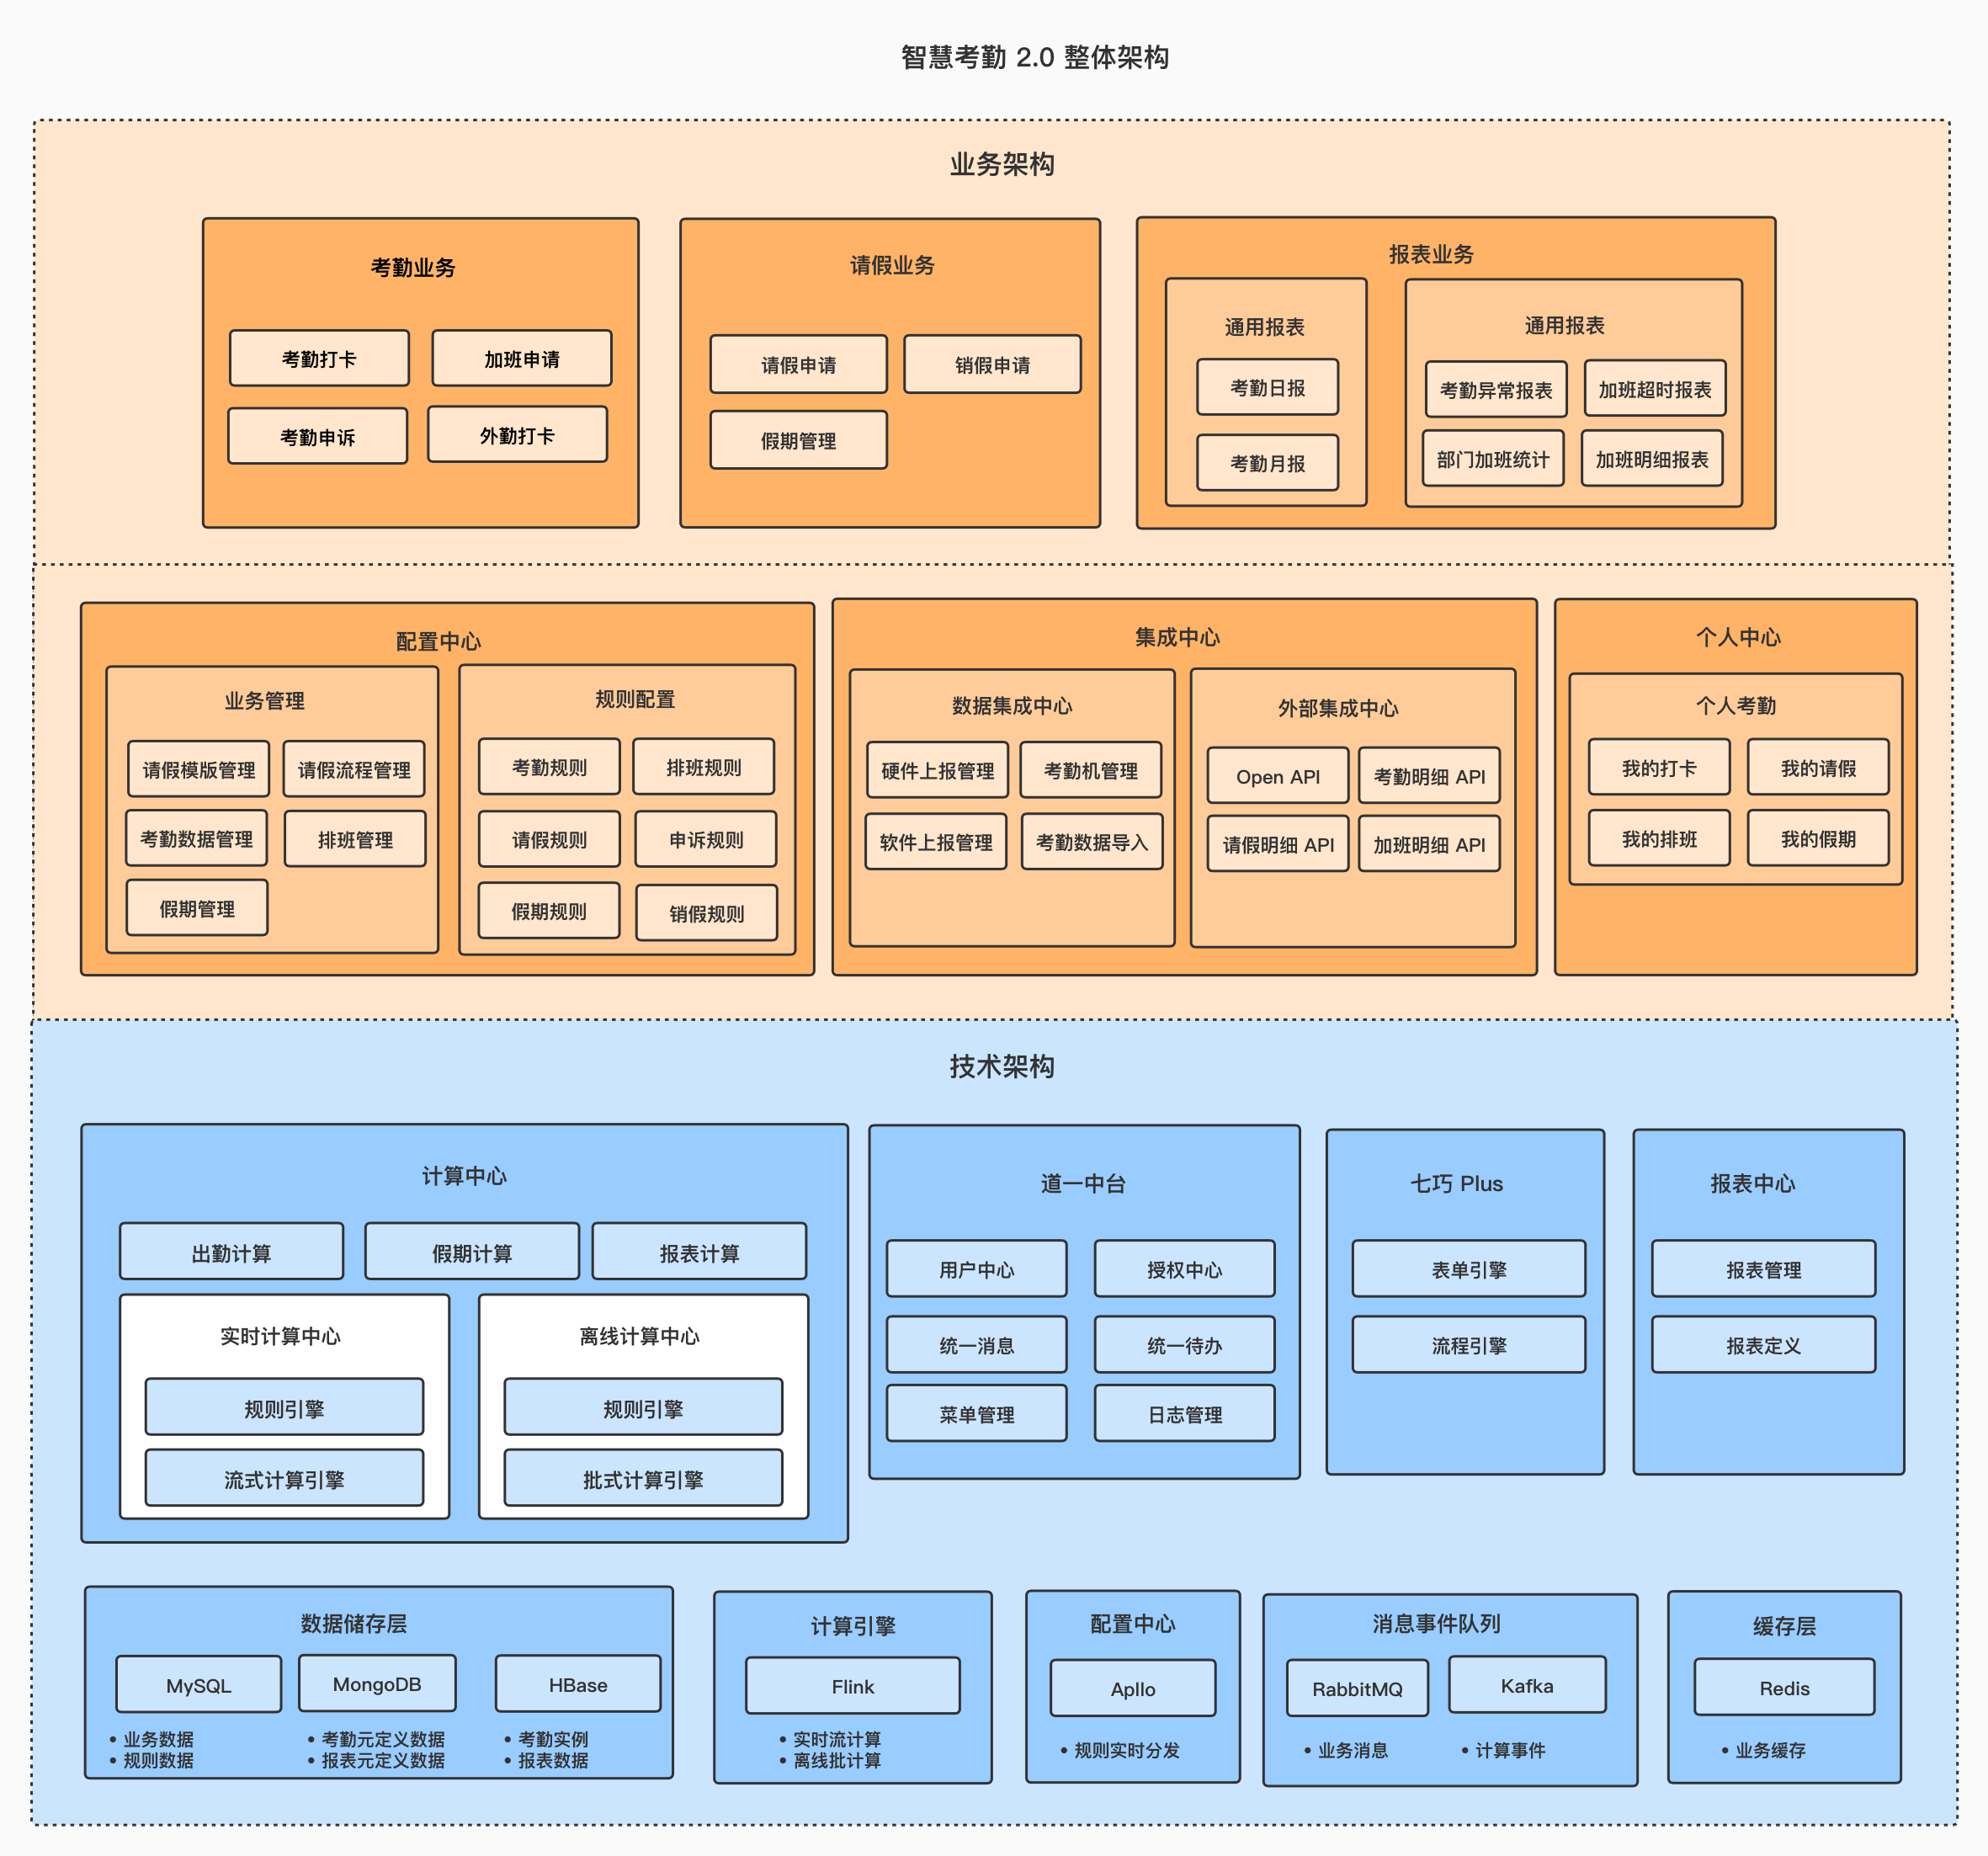 智慧考勤 2.0 整体架构
业务架构
考勤业务
考勤打卡
加班申请
考勤申诉
外勤打卡
请假业务
请假申请
销假申请
假期管理
报表业务
通用报表
考勤日报
考勤月报
通用报表
考勤异常报表
加班超时报表
部门加班统计
加班明细报表
配置中心
业务管理
请假模版管理
请假流程管理
考勤数据管理
排班管理
假期管理
规则配置
考勤规则
排班规则
请假规则
申诉规则
假期规则
销假规则
集成中心
数据集成中心
硬件上报管理
考勤机管理
软件上报管理
考勤数据导入
外部集成中心
Open API
考勤明细 API
请假明细 API
加班明细 API
个人中心
个人考勤
我的打卡
我的请假
我的排班
我的假期
技术架构
计算中心
出勤计算
假期计算
报表计算
实时计算中心
规则引擎
流式计算引擎
离线计算中心
规则引擎
批式计算引擎
道一中台
用户中心
授权中心
统一消息
统一待办
菜单管理
日志管理
七巧 Plus
表单引擎
流程引擎
报表中心
报表管理
报表定义
数据储存层
MySQL
• 业务数据
• 规则数据
MongoDB
• 考勤元定义数据
• 报表元定义数据
HBase
• 考勤实例
• 报表数据
计算引擎
Flink
• 实时流计算
• 离线批计算
配置中心
Apllo
• 规则实时分发
消息事件队列
RabbitMQ
• 业务消息
Kafka
• 计算事件
缓存层
Redis
• 业务缓存